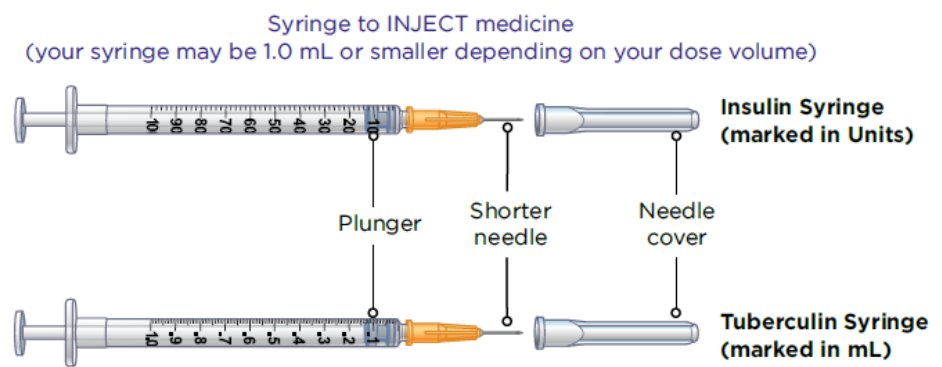 Syringe to INJECT medicine
(your syringe may be 1.0 mL or smaller depending on your dose volume)
100 90 80 70 60 50 40 30 20 10
Insulin Syringe
(marked in Units)
Plunger
Shorter
needle
Needle
cover
1.0 .9 .8 .7 .6 .5 .4 .3 .2 .1
Tuberculin Syringe
(marked in mL)